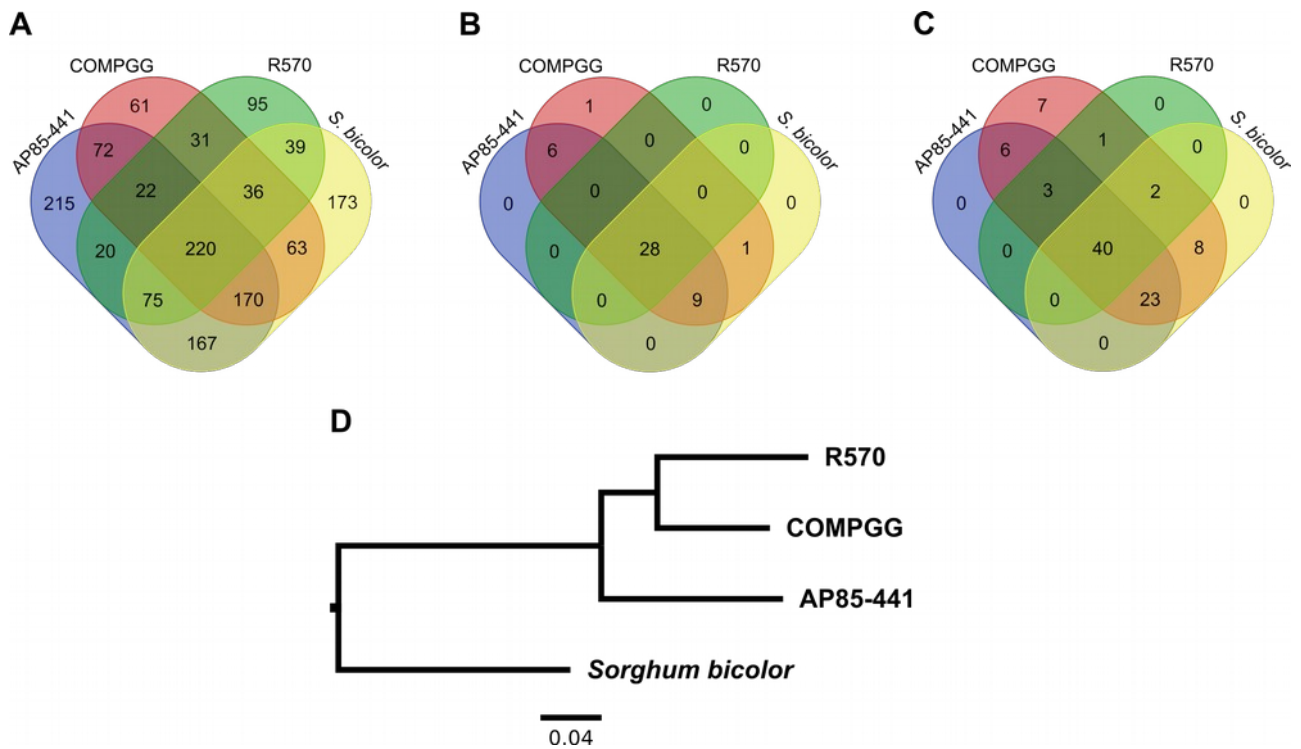 A
B
C
COMPGG
R570
AP85-441
S. bicolor
61
95
72
31
39
215
22
36
173
20
220
63
75
170
167
COMPGG
R570
AP85-441
S. bicolor
1
0
6
0
0
0
0
0
0
0
28
1
0
9
0
COMPGG
R570
AP85-441
S. bicolor
7
0
6
1
0
0
3
2
0
0
40
8
0
23
0
D
R570
COMPGG
AP85-441
Sorghum bicolor
0.04